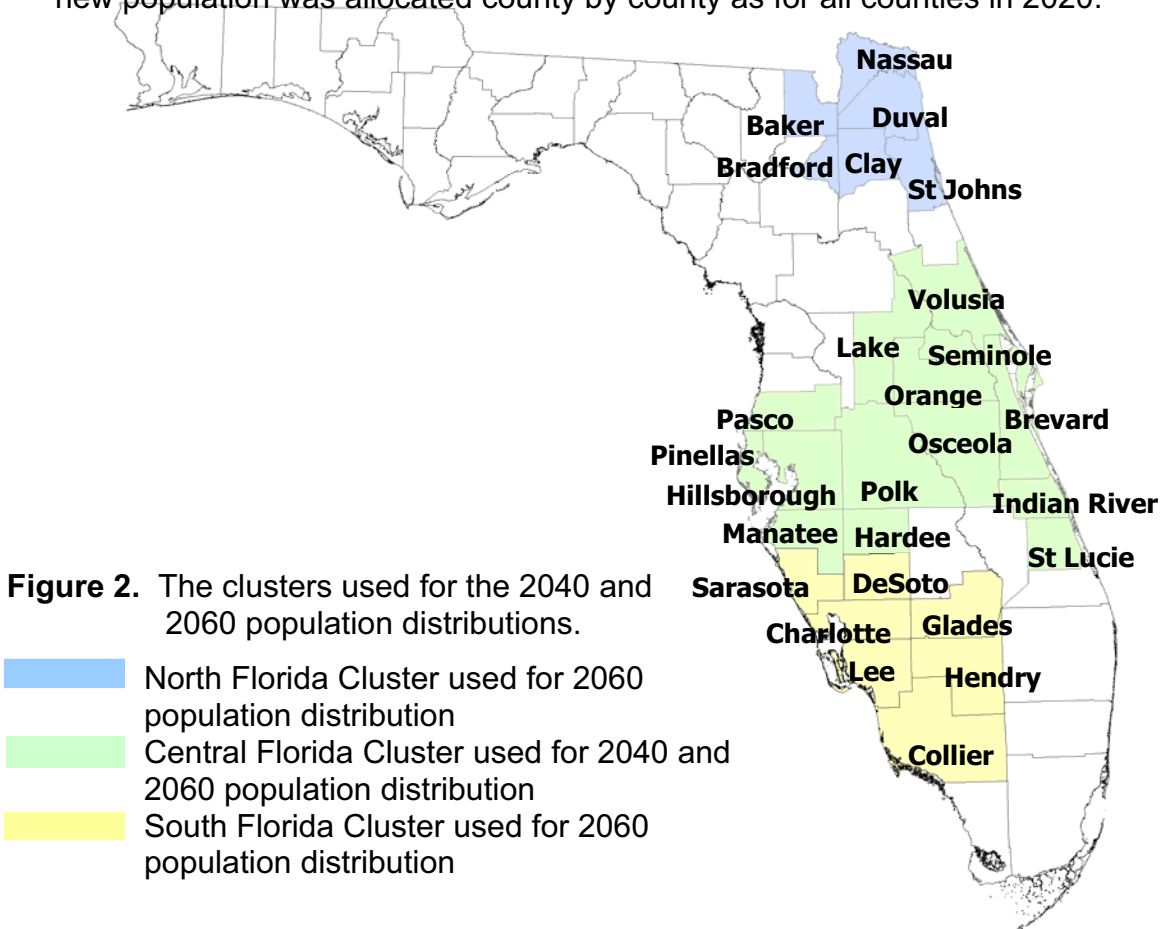 new population was allocated county by county as for all counties in 2020.
Nassau
Baker
Duval
Bradford
Clay
St Johns
Volusia
Lake
Seminole
Orange
Pasco
Brevard
Osceola
Pinellas
Hillsborough
Polk
Indian River
Manatee
Hardee
St Lucie
Sarasota
DeSoto
Charlotte
Glades
Lee
Hendry
Collier
Figure 2. The clusters used for the 2040 and
2060 population distributions.
North Florida Cluster used for 2060
population distribution
Central Florida Cluster used for 2040 and
2060 population distribution
South Florida Cluster used for 2060
population distribution